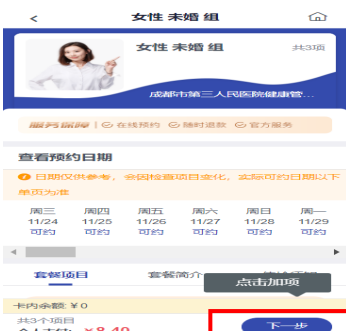 女性 未婚 组
女性 未婚 组
共3项
成都市第三人民医院健康管...
服务保障 | 在线预约 随时退款 官方服务
查看预约日期
日期仅供参考，会因检查项目变化，实际可约日期以下
单页为准
周三 周四 周五 周六 周日 周一
11/24 11/25 11/26 11/27 11/28 11/29
可约 可约 可约 可约 可约 可约
套餐项目 套餐简介
点击加项
卡内余额: ¥0
共3个项目
下一步